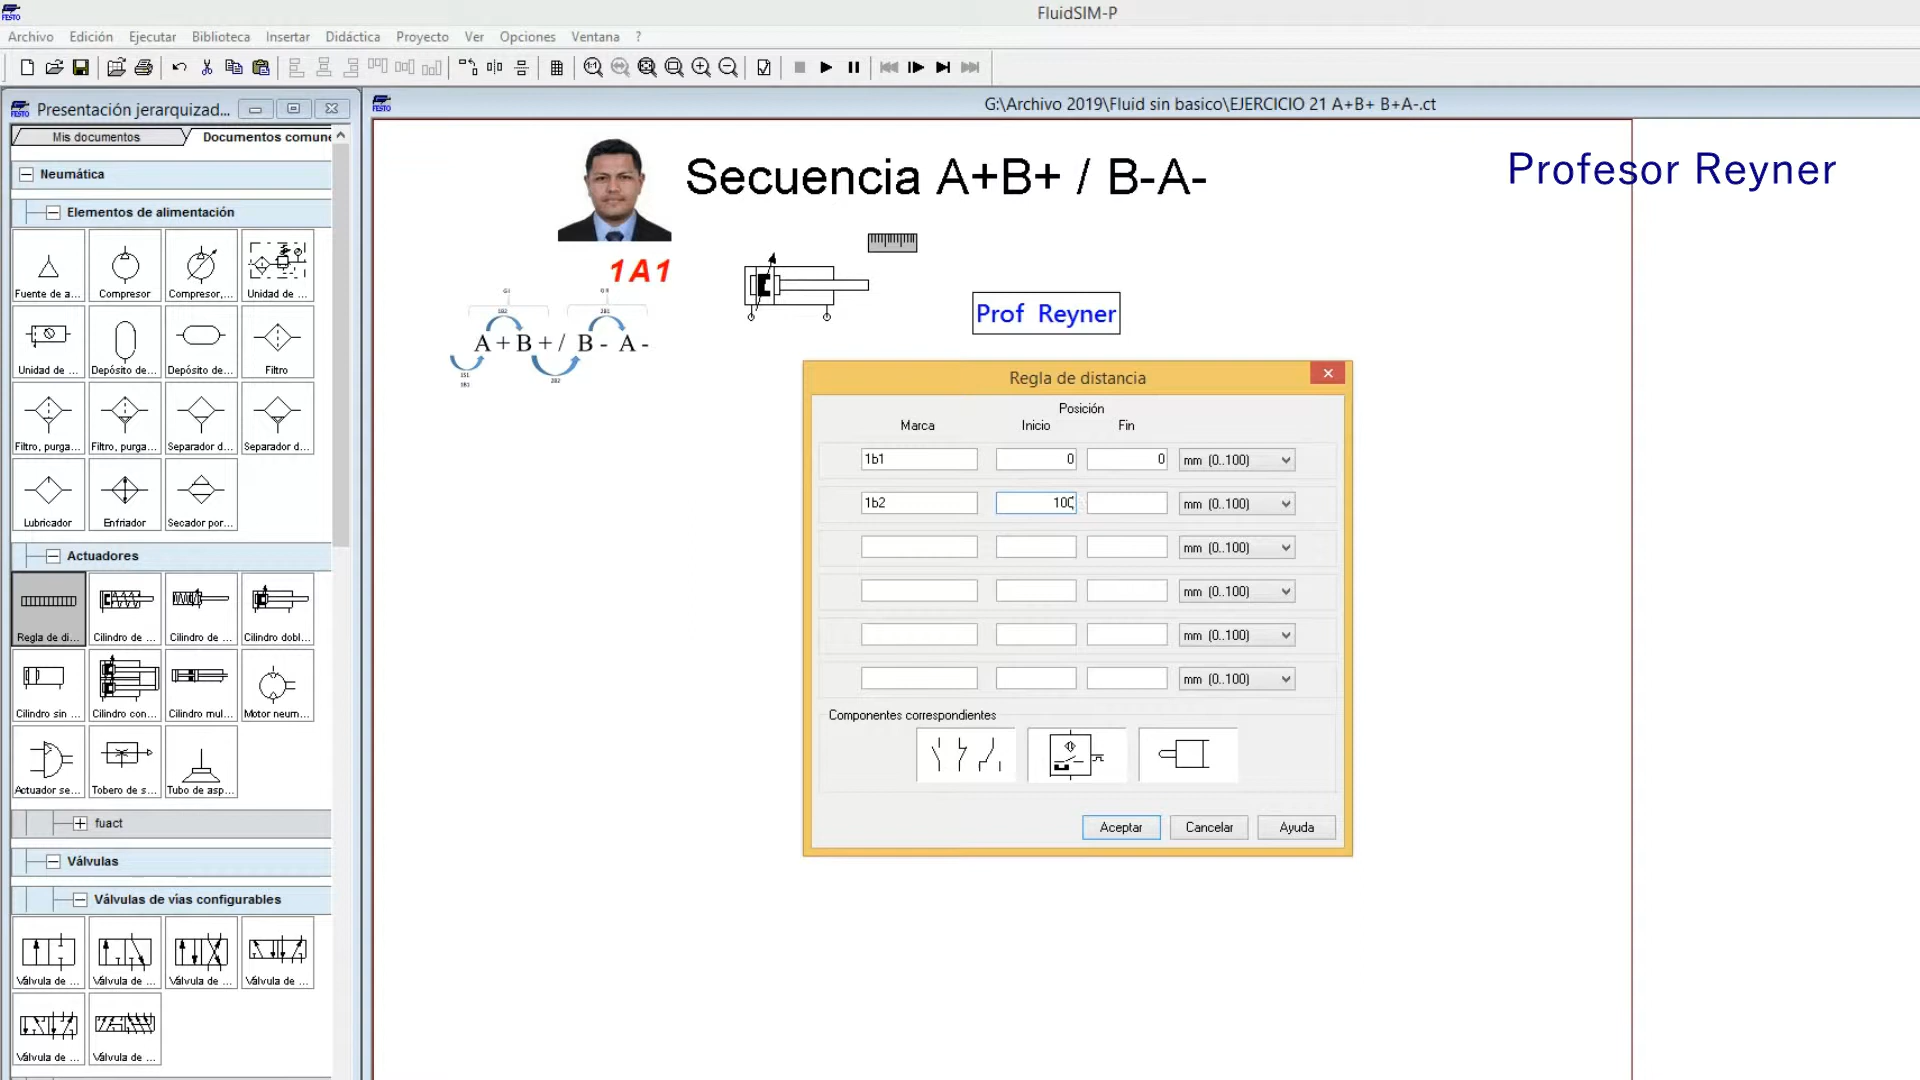 FluidSIM-P
Archivo Edición Ejecutar Biblioteca Insertar Didáctica Proyecto Ver Opciones Ventana ?
FESTO Presentación jerarquizad...
FESTO G:\Archivo 2019\Fluid sin basico\EJERCICIO 21 A+B+ B+A-.ct
Mis documentos Documentos comune
Neumática
Elementos de alimentación
Fuente de a... Compresor Compresor,... Unidad de ...
Unidad de ... Depósito de... Depósito de... Filtro
Filtro, purga... Filtro, purga... Separador d... Separador d...
Lubricador Enfriador Secador por...
Actuadores
Regla de di... Cilindro de ... Cilindro de ... Cilindro dobl...
Cilindro sin ... Cilindro con... Cilindro mul... Motor neum...
Actuador se... Tobero de s... Tubo de asp...
fuact
Válvulas
Válvulas de vías configurables
Válvula de ... Válvula de ... Válvula de ... Válvula de ...
Válvula de ... Válvula de ...
Secuencia A+B+ / B-A-
Profesor Reyner
1A1
A + B + / B - A -
Prof Reyner
Regla de distancia
Posición
Marca Inicio Fin
1b1 0 0 mm (0..100)
1b2 100 mm (0..100)
mm (0..100)
mm (0..100)
mm (0..100)
mm (0..100)
Componentes correspondientes
Aceptar Cancelar Ayuda